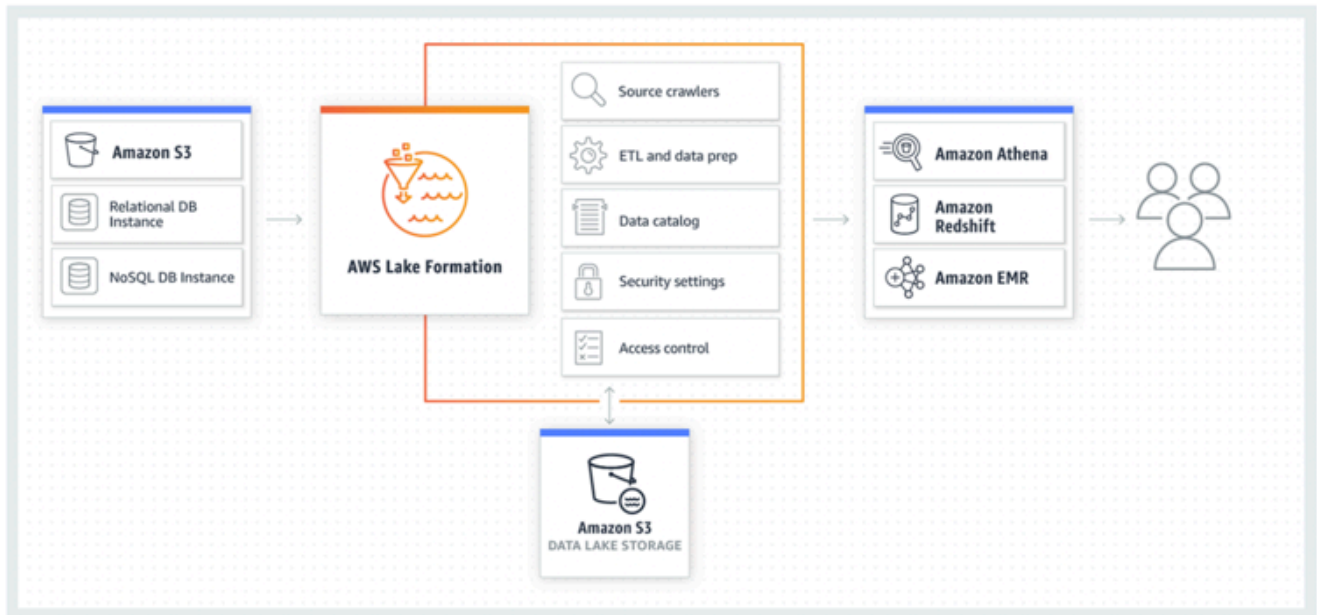 Amazon S3
Relational DB
Instance
NoSQL DB Instance
AWS Lake Formation
Source crawlers
ETL and data prep
Data catalog
Security settings
Access control
Amazon S3
DATA LAKE STORAGE
Amazon Athena
Amazon
Redshift
Amazon EMR